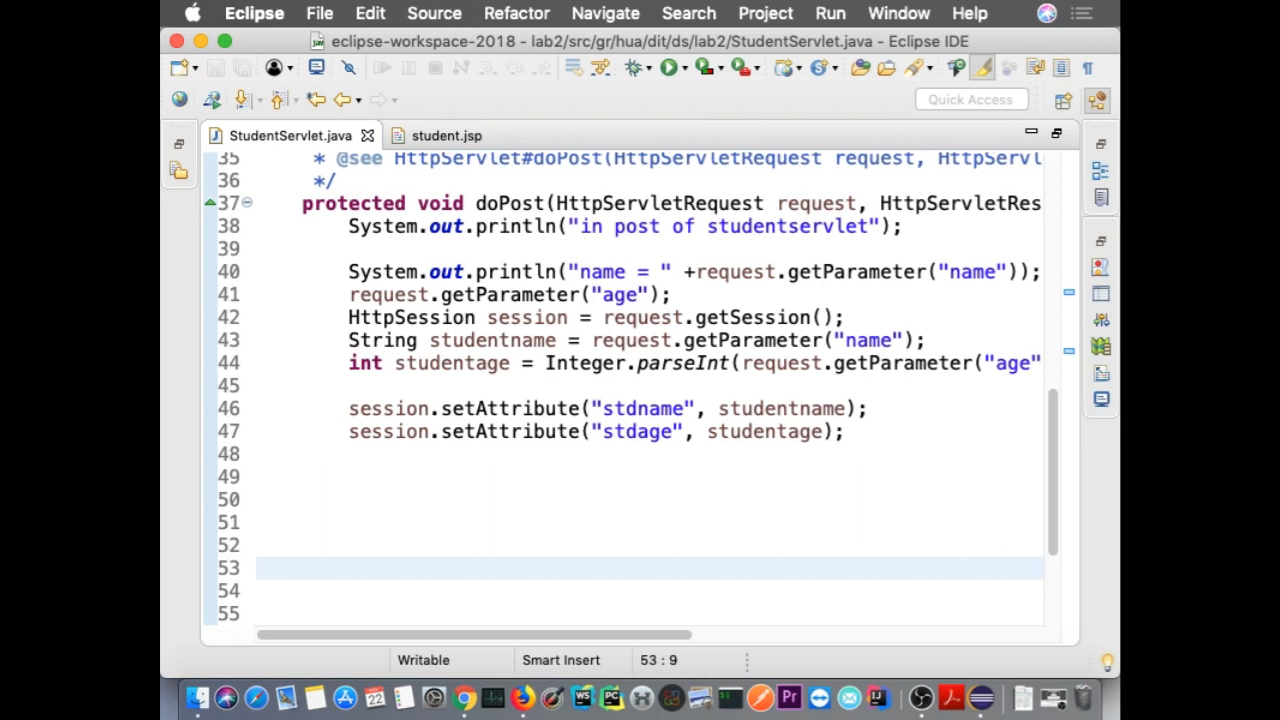 Eclipse File Edit Source Refactor Navigate Search Project Run Window Help
eclipse-workspace-2018 - lab2/src/gr/hua/dit/ds/lab2/StudentServlet.java - Eclipse IDE
Quick Access
StudentServlet.java student.jsp
35 * @see HttpServlet#doPost(HttpServletRequest request, HttpServl
36 */
37 protected void doPost(HttpServletRequest request, HttpServletRes
38 System.out.println("in post of studentservlet");
39
40 System.out.println("name = " +request.getParameter("name"));
41 request.getParameter("age");
42 HttpSession session = request.getSession();
43 String studentname = request.getParameter("name");
44 int studentage = Integer.parseInt(request.getParameter("age"
45
46 session.setAttribute("stdname", studentname);
47 session.setAttribute("stdage", studentage);
48
49
50
51
52
53
54
55
Writable Smart Insert 53 : 9
22 WS PC Pr